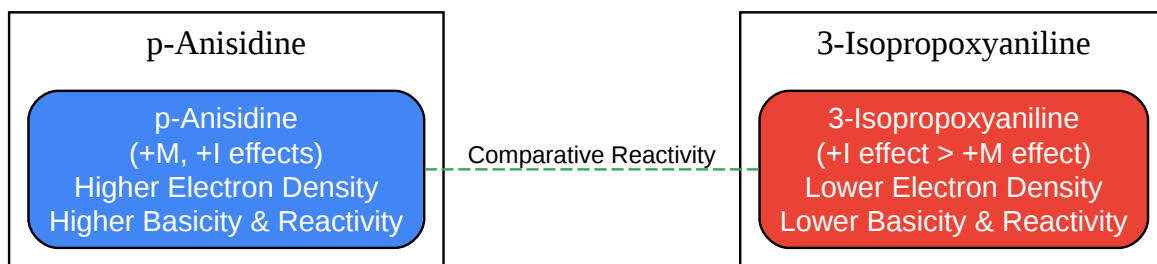 p-Anisidine
p-Anisidine
(+M, +I effects)
Higher Electron Density
Higher Basicity & Reactivity
Comparative Reactivity
3-Isopropoxyaniline
3-Isopropoxyaniline
(+I effect > +M effect)
Lower Electron Density
Lower Basicity & Reactivity